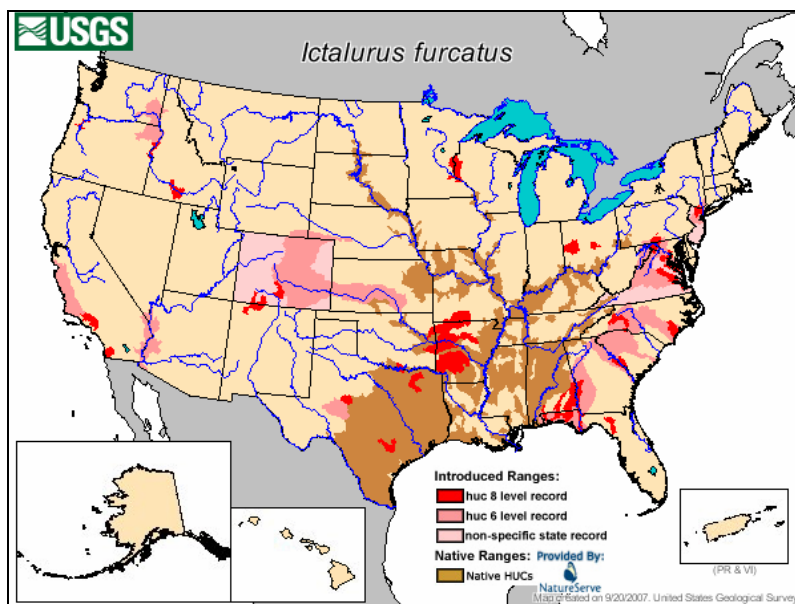 USGS
Ictalurus furcatus
2
Introduced Ranges:
huc 8 level record
huc 6 level record
non-specific state record
Native Ranges:
Provided By:
Native HUCs
NatureServe
(PR & VI)
Map created on 9/20/2007. United States Geological Survey